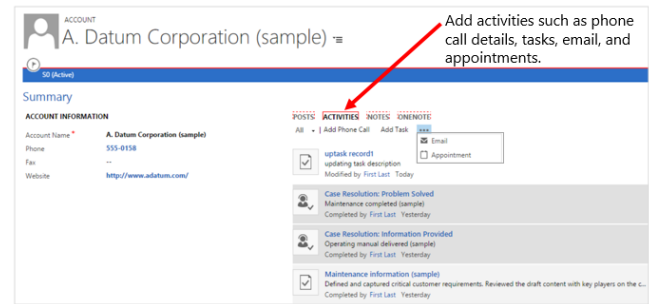 ACCOUNT
A. Datum Corporation (sample)
Add activities such as phone
call details, tasks, email, and
appointments.
S0 (Active)
Summary
ACCOUNT INFORMATION
Account Name * A. Datum Corporation (sample)
Phone 555-0158
Fax --
Website http://www.adatum.com/
POSTS ACTIVITIES NOTES ONENOTE
All | Add Phone Call Add Task ...
Email
Appointment
uptask record1
updating task description
Modified by First Last Today
Case Resolution: Problem Solved
Maintenance completed (sample)
Completed by First Last Yesterday
Case Resolution: Information Provided
Operating manual delivered (sample)
Completed by First Last Yesterday
Maintenance information (sample)
Defined and captured critical customer requirements. Reviewed the draft content with key players on the c...
Completed by First Last Yesterday